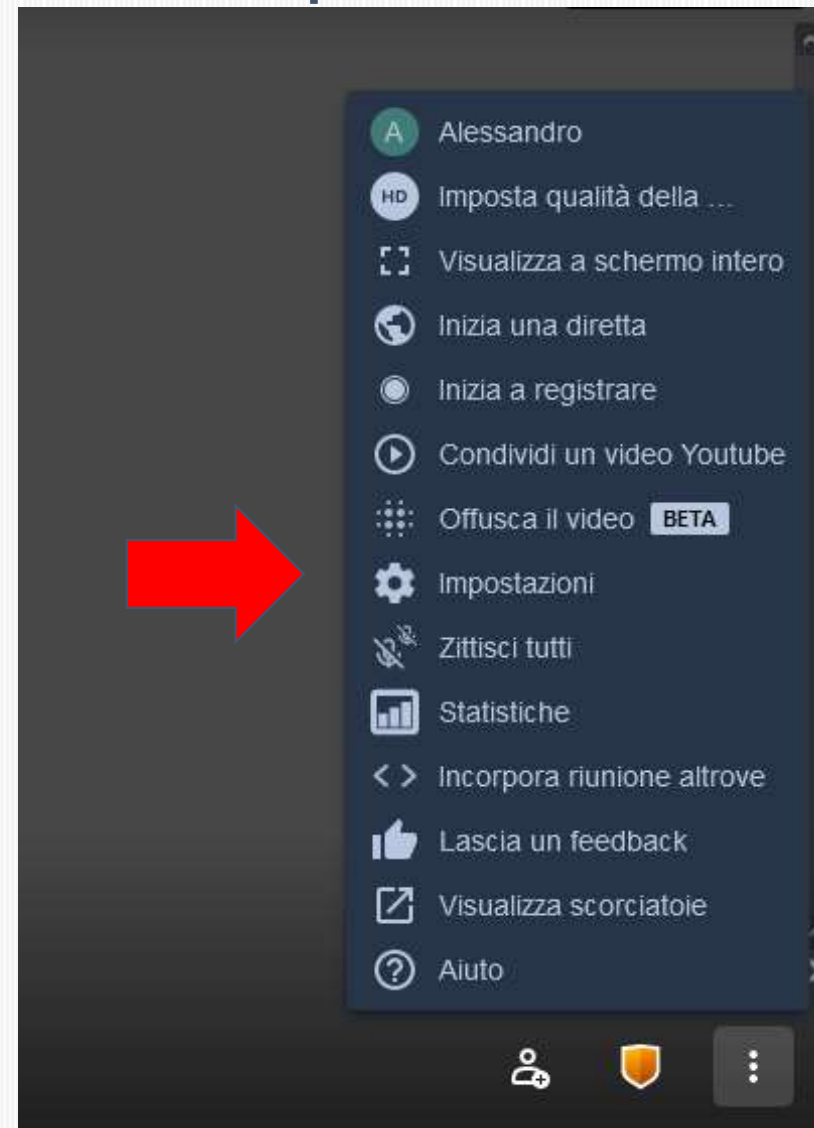 A Alessandro
HD Imposta qualità della ...
Visualizza a schermo intero
Inizia una diretta
Inizia a registrare
Condividi un video Youtube
Offusca il video BETA
Impostazioni
Zittisci tutti
Statistiche
Incorpora riunione altrove
Lascia un feedback
Visualizza scorciatoie
Aiuto